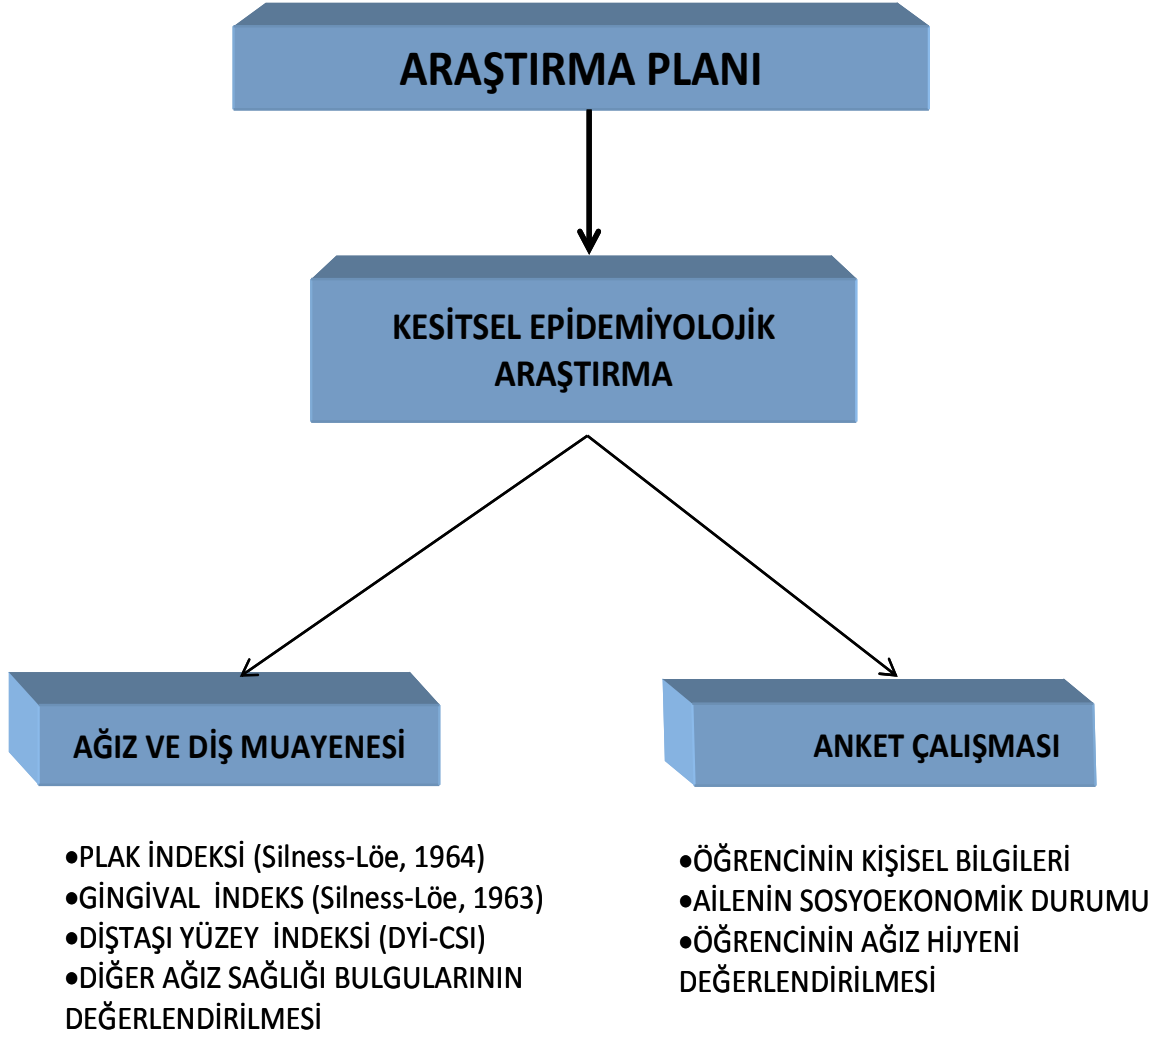 ARAŞTIRMA PLANI
KESİTSEL EPİDEMİYOLOJİK
ARAŞTIRMA
AĞIZ VE DİŞ MUAYENESİ
•PLAK İNDEKSİ (Silness-Löe, 1964)
•GİNGİVAL İNDEKS (Silness-Löe, 1963)
•DİŞTAŞI YÜZEY İNDEKSİ (DYİ-CSI)
•DİĞER AĞIZ SAĞLIĞI BULGULARININ
DEĞERLENDİRİLMESİ
ANKET ÇALIŞMASI
•ÖĞRENCİNİN KİŞİSEL BİLGİLERİ
•AİLENİN SOSYOEKONOMİK DURUMU
•ÖĞRENCİNİN AĞIZ HİJYENİ
DEĞERLENDİRİLMESİ